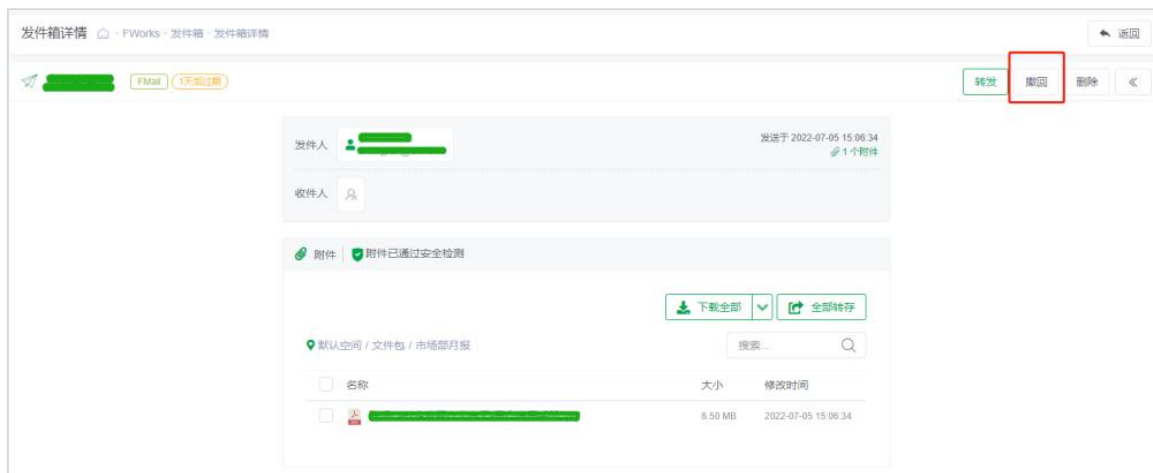 发件箱详情 - FWorks - 发件箱 - 发件箱详情
返回
FMail 1天后过期
转发 撤回 删除
发件人
发送于 2022-07-05 15:06:34
1 个附件
收件人
附件 附件已通过安全检测
下载全部 全部转存
默认空间 / 文件包 / 市场部月报 搜索...
名称 大小 修改时间
6.50 MB 2022-07-05 15:06:34